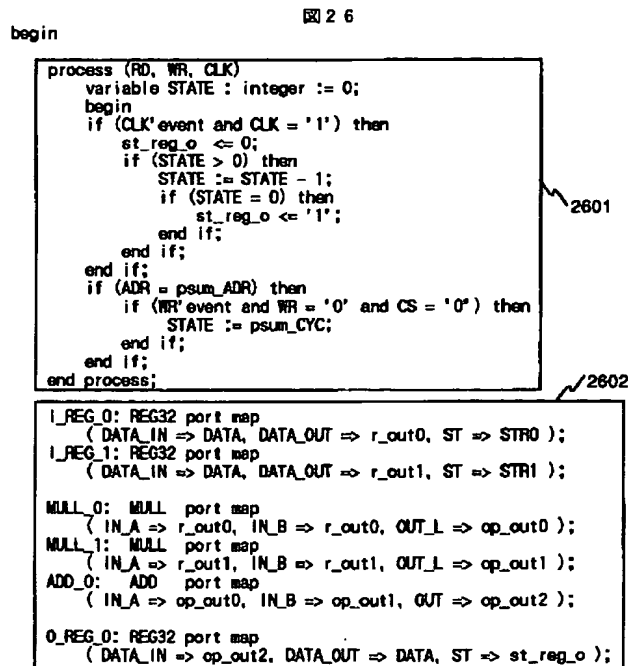 図26
begin
process (RD, WR, CLK)
variable STATE : integer := 0;
begin
if (CLK'event and CLK = '1') then
st_reg_o <= 0;
if (STATE > 0) then
STATE := STATE - 1;
if (STATE = 0) then
st_reg_o <= '1';
end if;
end if;
end if;
if (ADR = psum_ADR) then
if (WR'event and WR = '0' and CS = '0') then
STATE := psum_CYC;
end if;
end if;
end process;
2601
2602
I_REG_0: REG32 port map
( DATA_IN => DATA, DATA_OUT => r_out0, ST => STR0 );
I_REG_1: REG32 port map
( DATA_IN => DATA, DATA_OUT => r_out1, ST => STR1 );
MULL_0: MULL port map
( IN_A => r_out0, IN_B => r_out0, OUT_L => op_out0 );
MULL_1: MULL port map
( IN_A => r_out1, IN_B => r_out1, OUT_L => op_out1 );
ADD_0: ADD port map
( IN_A => op_out0, IN_B => op_out1, OUT => op_out2 );
O_REG_0: REG32 port map
( DATA_IN => op_out2, DATA_OUT => DATA, ST => st_reg_o );